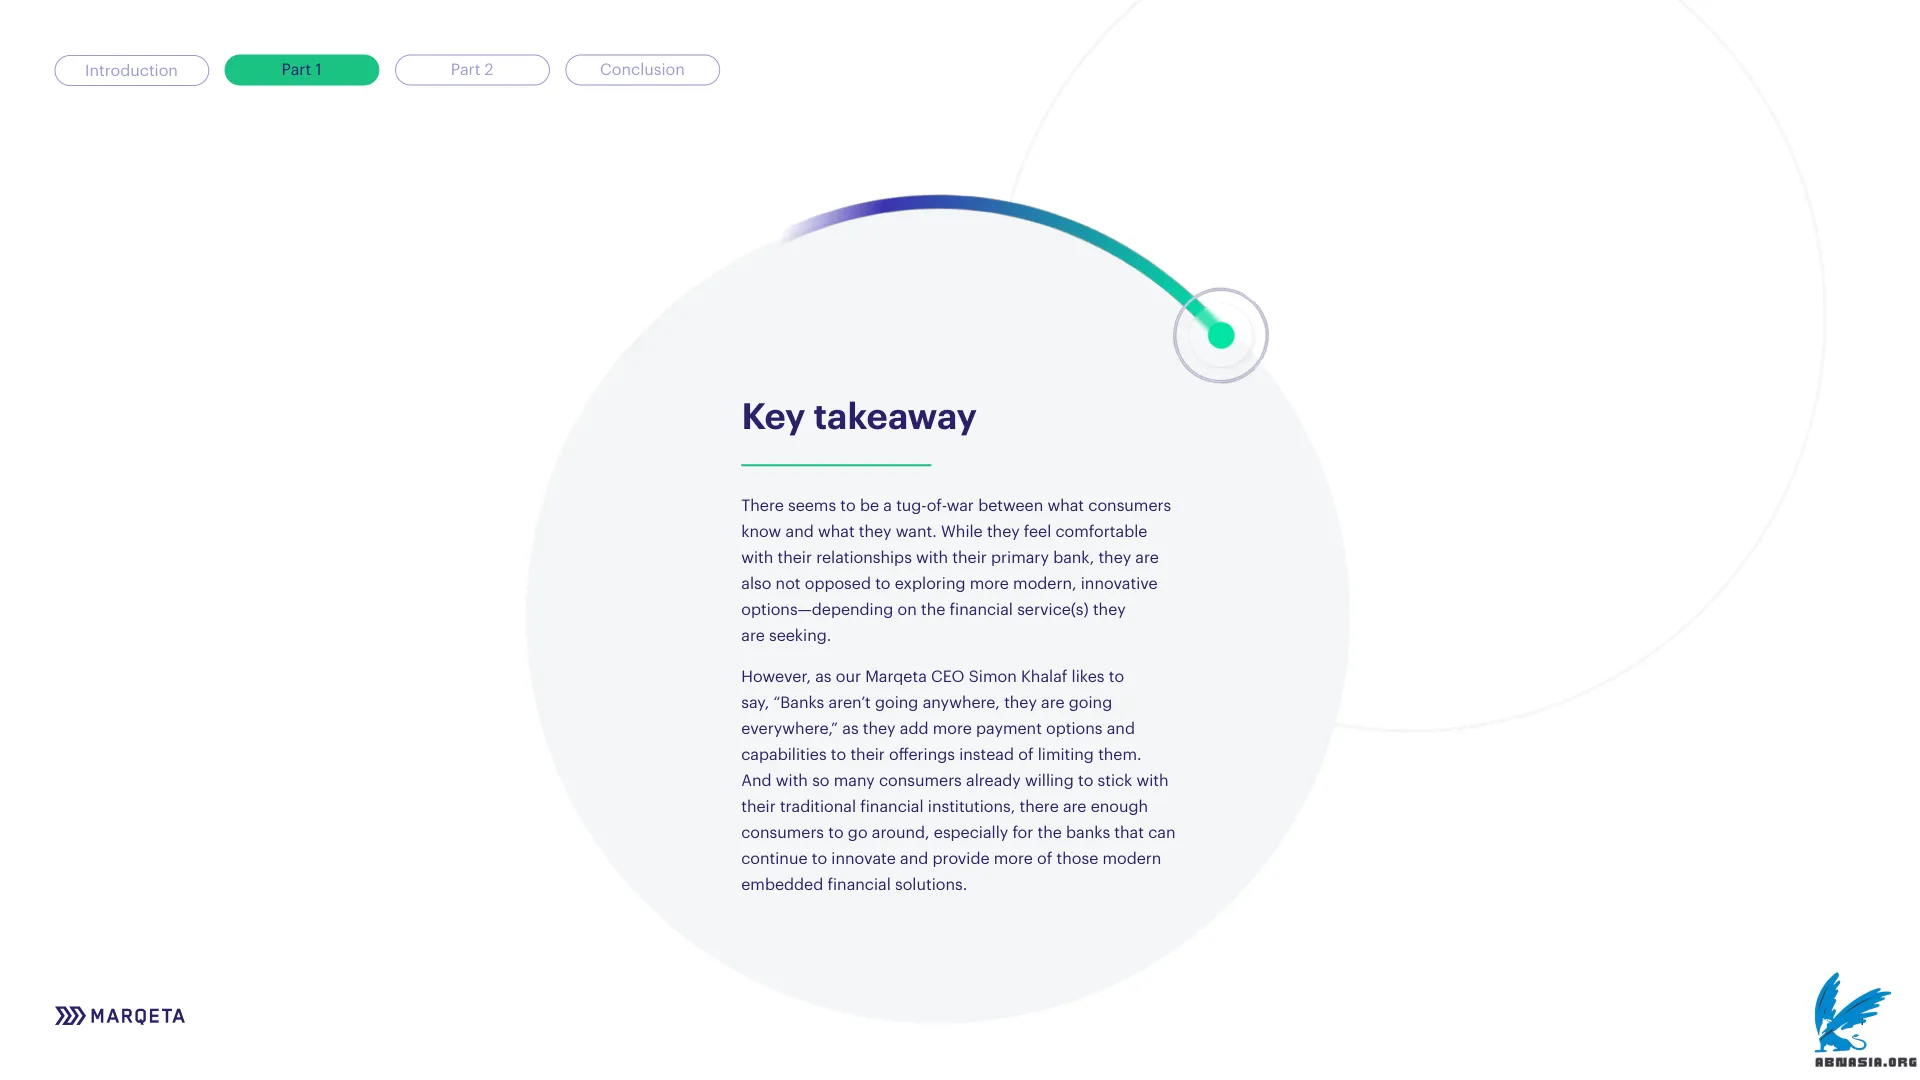 Introduction
Part 1
Part 2
Conclusion
Key takeaway
There seems to be a tug-of-war between what consumers
know and what they want. While they feel comfortable
with their relationships with their primary bank, they are
also not opposed to exploring more modern, innovative
options—depending on the financial service(s) they
are seeking.
However, as our Marqeta CEO Simon Khalaf likes to
say, “Banks aren’t going anywhere, they are going
everywhere,” as they add more payment options and
capabilities to their offerings instead of limiting them.
And with so many consumers already willing to stick with
their traditional financial institutions, there are enough
consumers to go around, especially for the banks that can
continue to innovate and provide more of those modern
embedded financial solutions.
MARQETA
ABNASIA.ORG